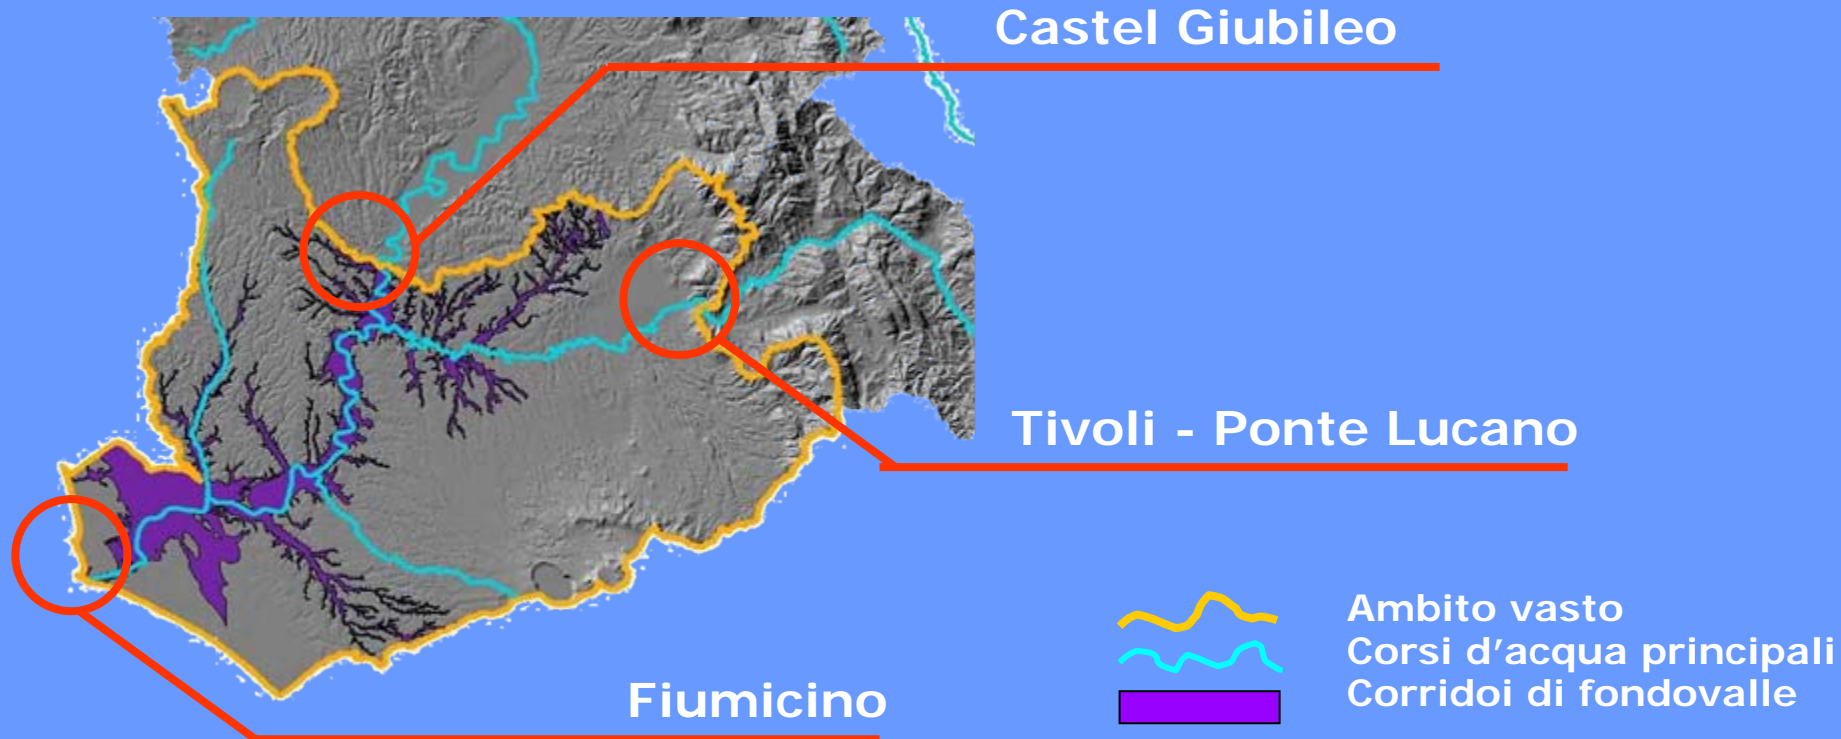 Castel Giubileo
Tivoli - Ponte Lucano
Fiumicino
Ambito vasto
Corsi d'acqua principali
Corridoi di fondovalle